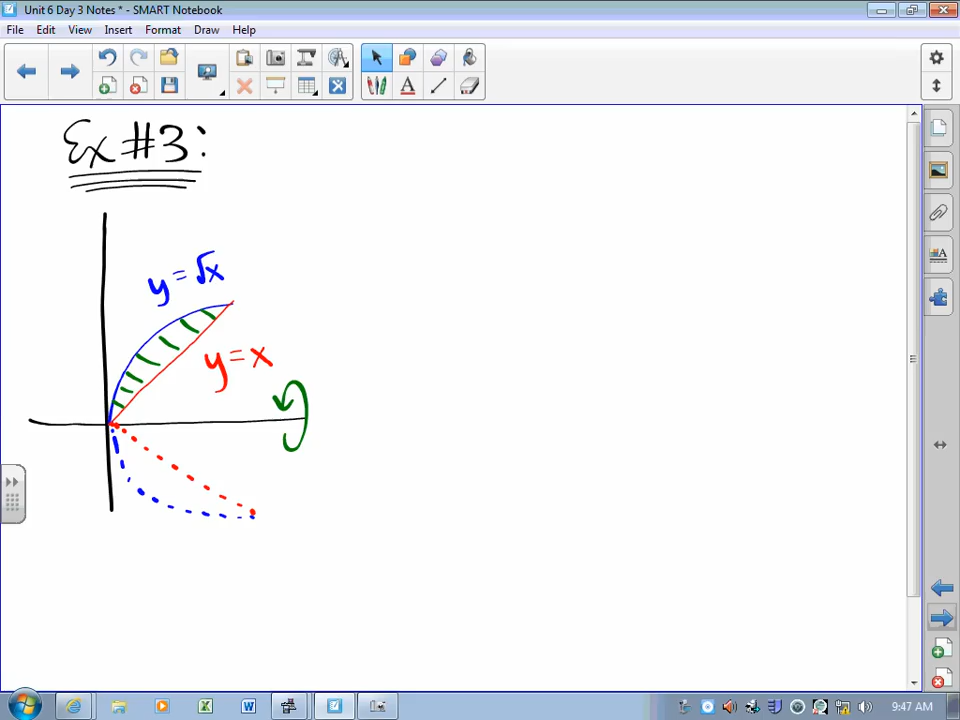 Unit 6 Day 3 Notes * - SMART Notebook
File Edit View Insert Format Draw Help
Ex #3:
y = √x
y = x
9:47 AM